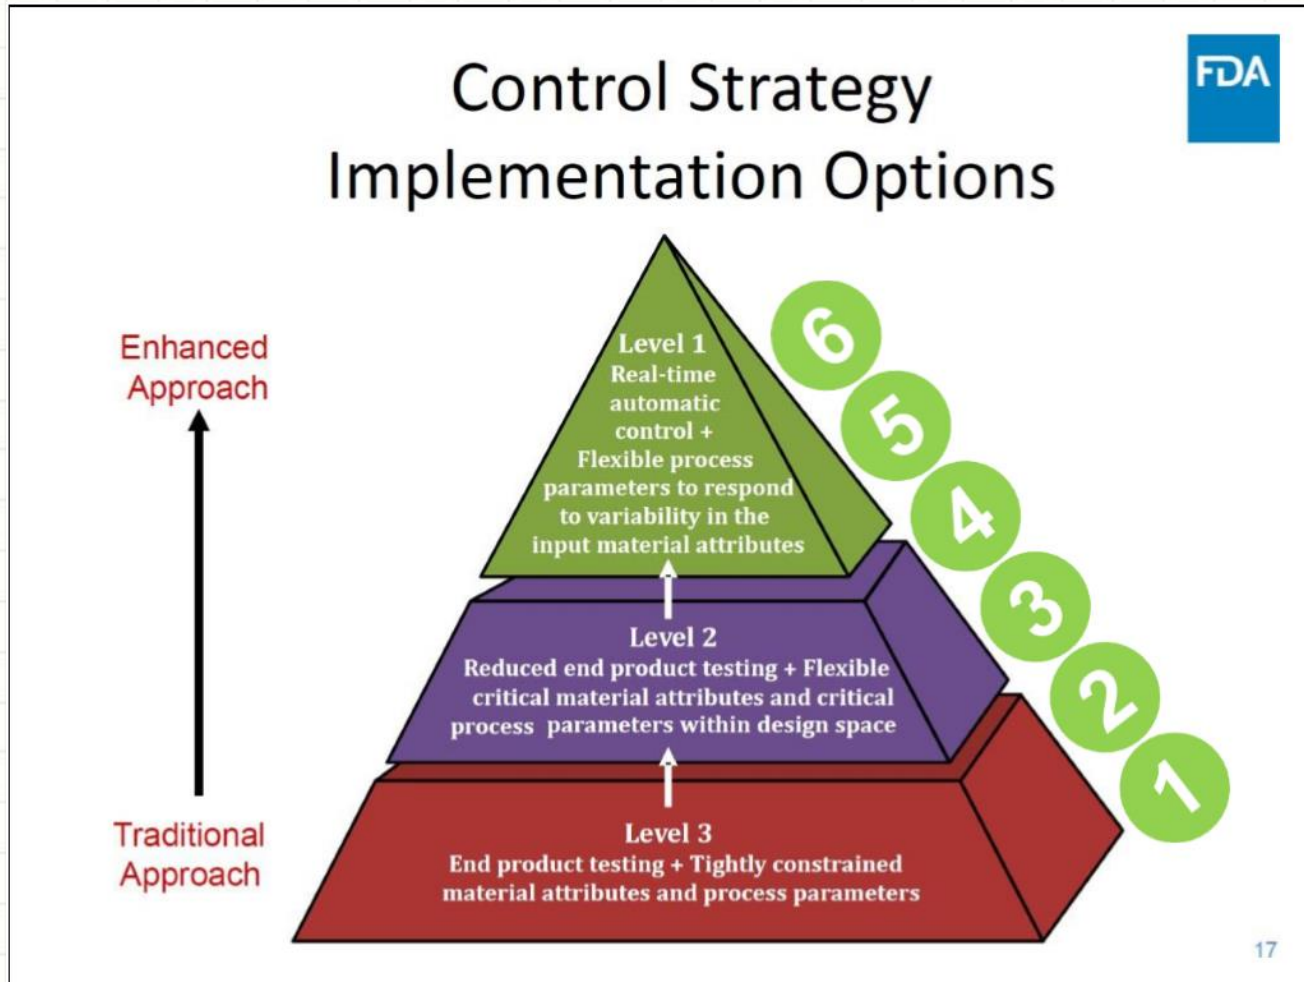 Control Strategy
Implementation Options
FDA
Enhanced
Approach
Traditional
Approach
Level 1
Real-time
automatic
control +
Flexible process
parameters to respond
to variability in the
input material attributes
Level 2
Reduced end product testing + Flexible
critical material attributes and critical
process parameters within design space
Level 3
End product testing + Tightly constrained
material attributes and process parameters
6
5
4
3
2
1
17